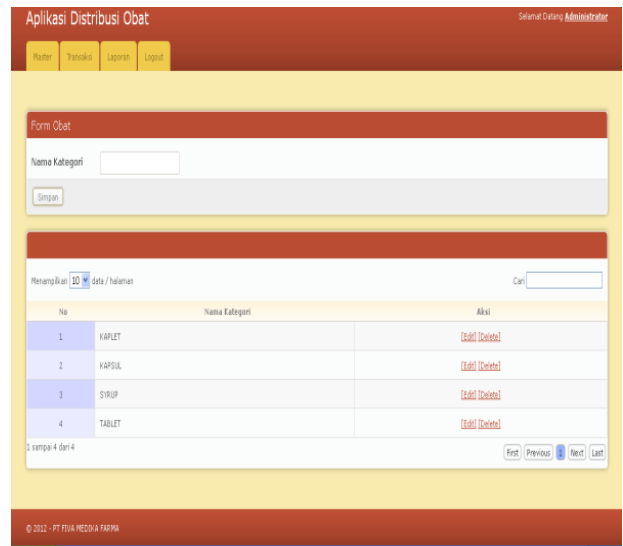 Aplikasi Distribusi Obat
Selamat Datang Administrator
Master Transaksi Laporan Logout
Form Obat
Nama Kategori
Simpan
Menampilkan 10 data / halaman
Cari
No Nama Kategori Aksi
1 KAPLET [Edit] [Delete]
2 KAPSUL [Edit] [Delete]
3 SYRUP [Edit] [Delete]
4 TABLET [Edit] [Delete]
1 sampai 4 dari 4
First Previous 1 Next Last
© 2012 - PT FIVA MEDIKA FARMA